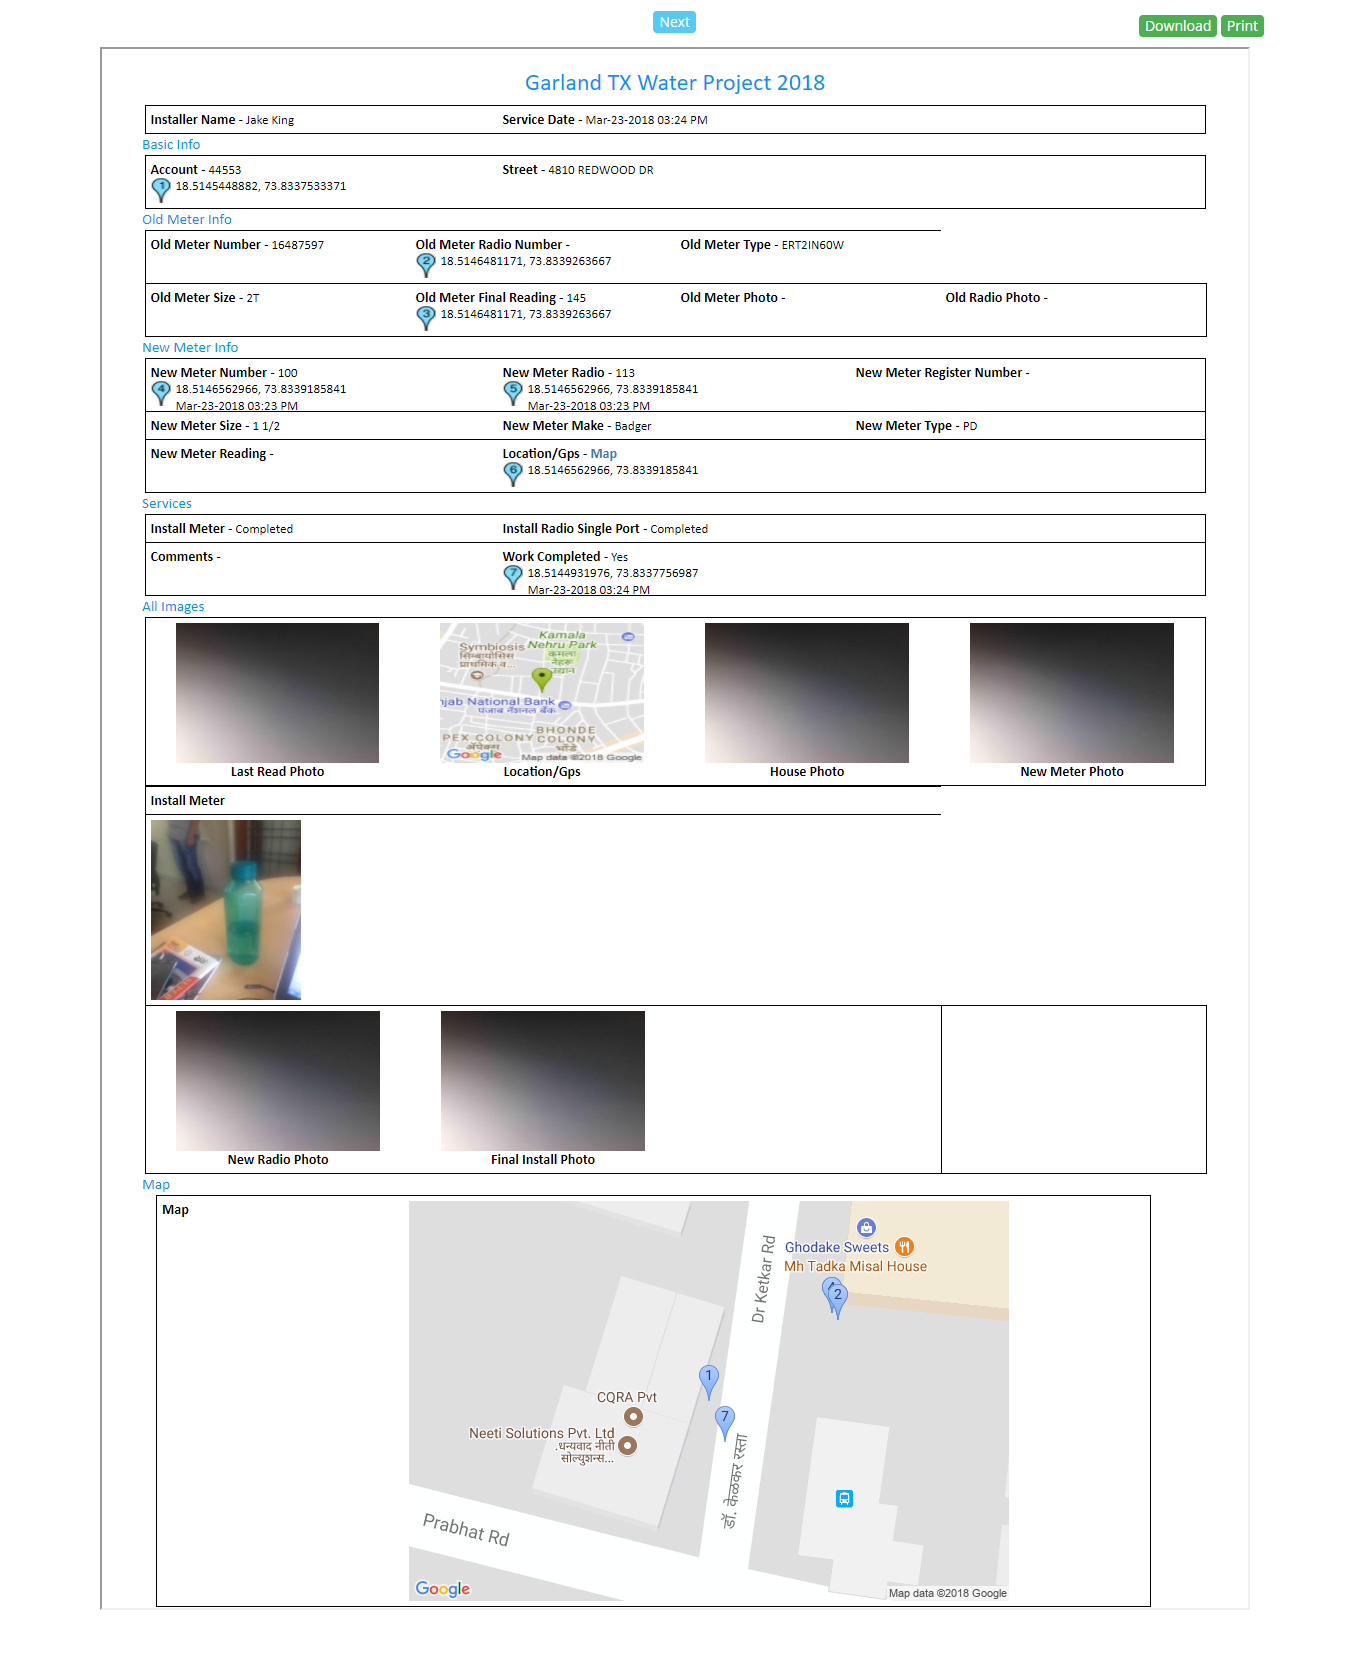 Next
Download Print
Garland TX Water Project 2018
Installer Name - Jake King Service Date - Mar-23-2018 03:24 PM
Basic Info
Account - 44553 Street - 4810 REDWOOD DR
1 18.5145448882, 73.8337533371
Old Meter Info
Old Meter Number - 16487597 Old Meter Radio Number - Old Meter Type - ERT2IN60W
2 18.5146481171, 73.8339263667
Old Meter Size - 2T Old Meter Final Reading - 145 Old Meter Photo - Old Radio Photo -
3 18.5146481171, 73.8339263667
New Meter Info
New Meter Number - 100 New Meter Radio - 113 New Meter Register Number -
4 18.5146562966, 73.8339185841 5 18.5146562966, 73.8339185841
Mar-23-2018 03:23 PM Mar-23-2018 03:23 PM
New Meter Size - 1 1/2 New Meter Make - Badger New Meter Type - PD
New Meter Reading - Location/Gps - Map
6 18.5146562966, 73.8339185841
Services
Install Meter - Completed Install Radio Single Port - Completed
Comments - Work Completed - Yes
7 18.5144931976, 73.8337756987
Mar-23-2018 03:24 PM
All Images
Kamala
Nehru Park
कमला
नेहरू
उद्यान
Symbiosis
सिम्बायोसिस
प्राथमिक व...
njab National Bank
पंजाब नॅशनल बँक
PEX COLONY
अ‍ॅपेक्स
BHONDE
COLONY
भोंडे
Google Map data ©2018 Google
Last Read Photo Location/Gps House Photo New Meter Photo
Install Meter
New Radio Photo Final Install Photo
Map
Map
Dr Ketkar Rd
Ghodake Sweets
Mh Tadka Misal House
2
1
7
CQRA Pvt
Neeti Solutions Pvt. Ltd
.धन्यवाद नीती
सोल्युशन्स...
डॉ. केळकर रस्ता
Prabhat Rd
Google Map data ©2018 Google